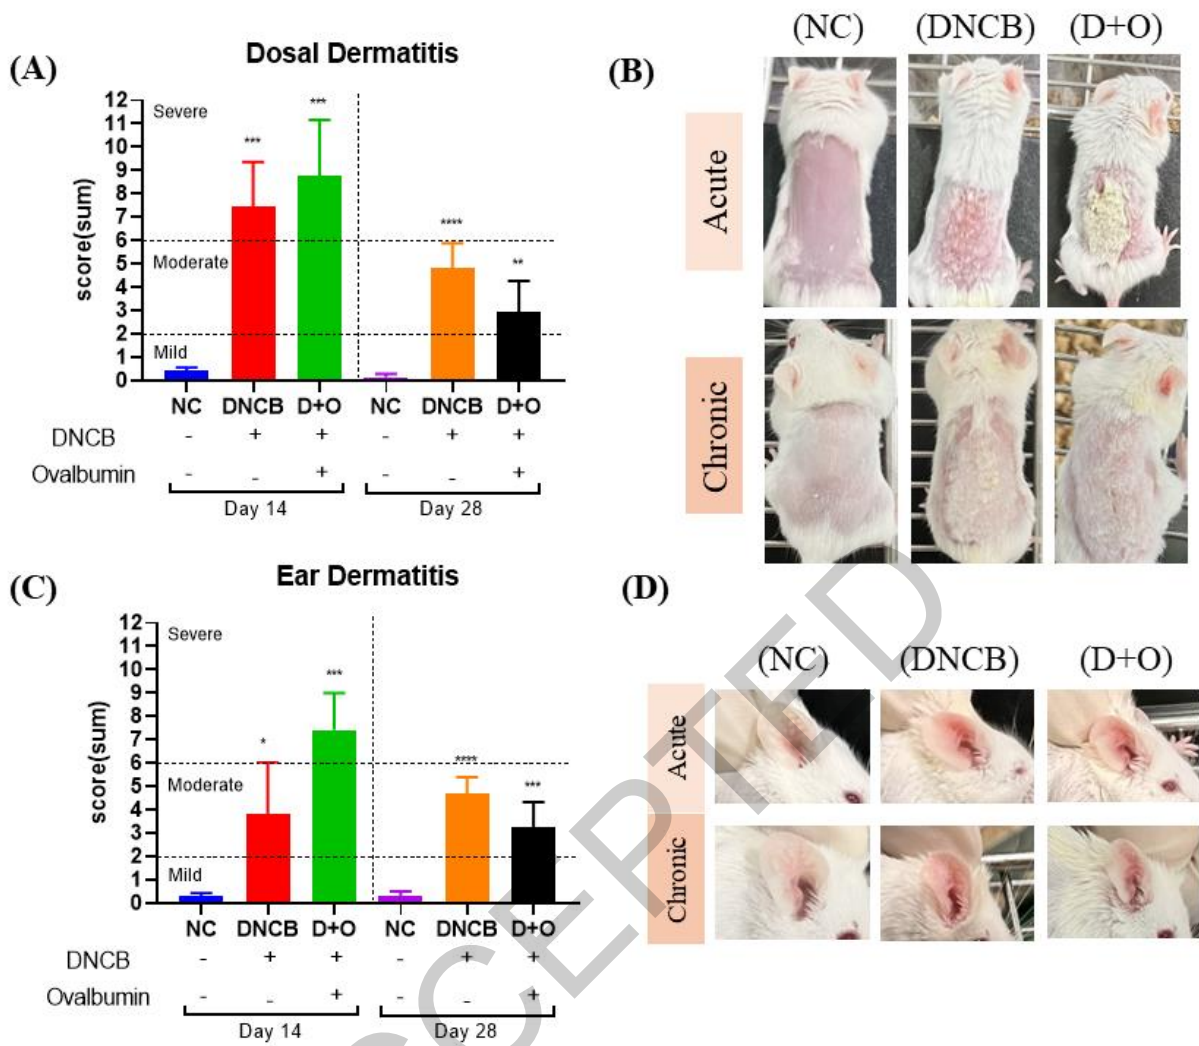 (A)
Dosal Dermatitis
score(sum)
12
11
10
9
8
7
6
5
4
3
2
1
0
Severe
Moderate
Mild
***
***
****
**
NC DNCB D+O NC DNCB D+O
DNCB - + + - + +
Ovalbumin - - + - - +
Day 14 Day 28
(B)
(NC) (DNCB) (D+O)
Acute
Chronic
(C)
Ear Dermatitis
score(sum)
12
11
10
9
8
7
6
5
4
3
2
1
0
Severe
Moderate
Mild
*
***
****
***
NC DNCB D+O NC DNCB D+O
DNCB - + + - + +
Ovalbumin - - + - - +
Day 14 Day 28
(D)
(NC) (DNCB) (D+O)
Acute
Chronic
CCEPTED